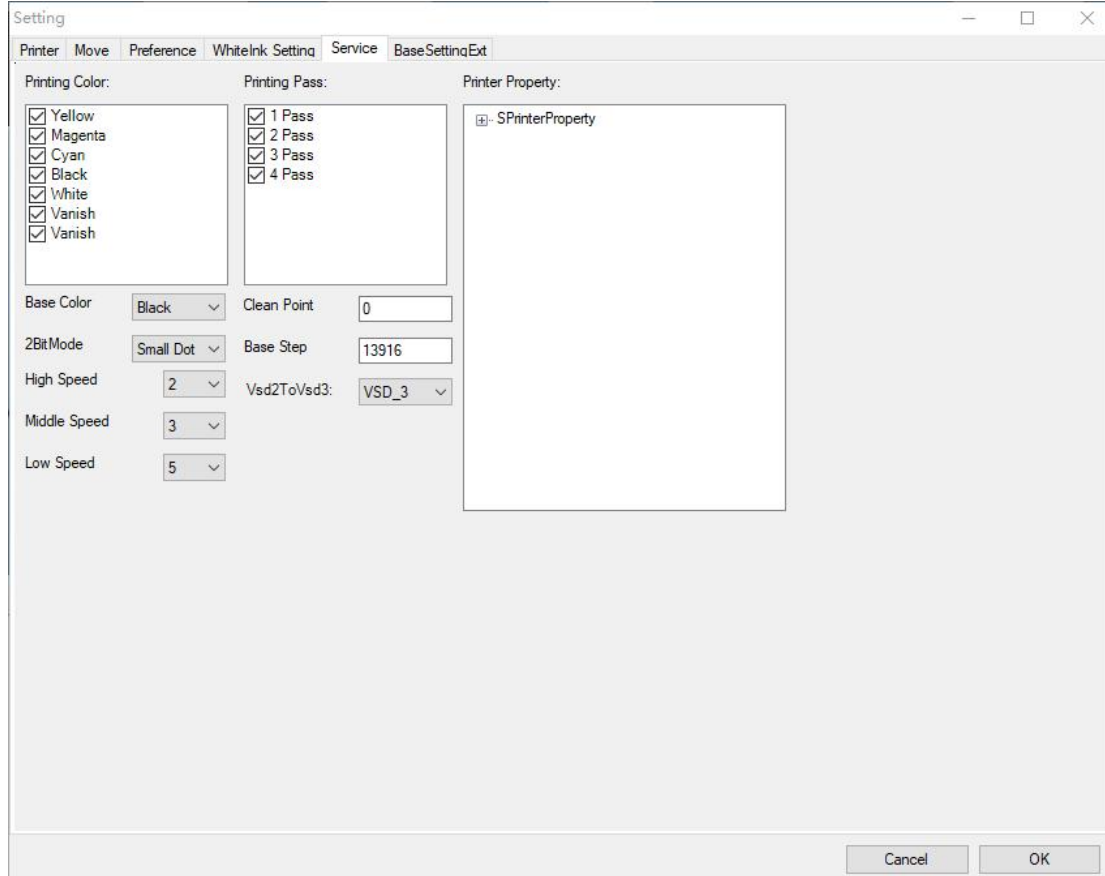 Setting
Printer Move Preference WhiteInk Setting Service BaseSettingExt
Printing Color: Printing Pass: Printer Property:
Yellow 1 Pass SPrinterProperty
Magenta 2 Pass
Cyan 3 Pass
Black 4 Pass
White
Vanish
Vanish
Base Color Black Clean Point 0
2BitMode Small Dot Base Step 13916
High Speed 2 Vsd2ToVsd3: VSD_3
Middle Speed 3
Low Speed 5
Cancel OK